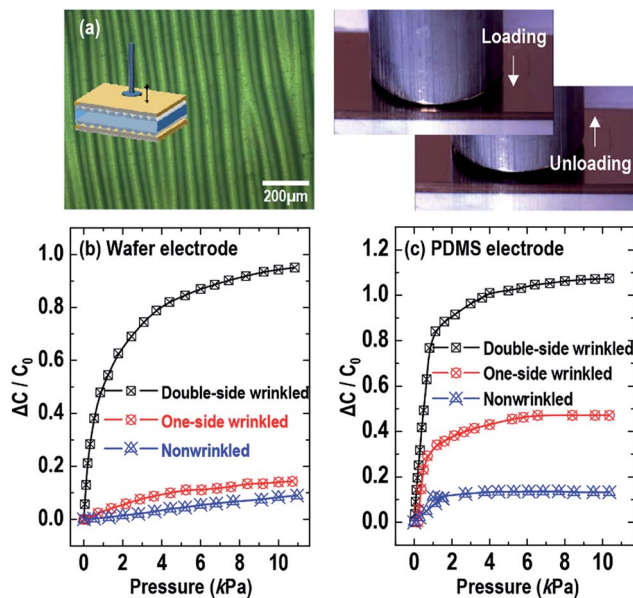 (a)
200μm
Loading
Unloading
(b) Wafer electrode
1.0
0.8
0.6
0.4
0.2
0.0
ΔC / C0
Double-side wrinkled
One-side wrinkled
Nonwrinkled
0 2 4 6 8 10
Pressure (kPa)
(c) PDMS electrode
1.2
1.0
0.8
0.6
0.4
0.2
0.0
ΔC / C0
Double-side wrinkled
One-side wrinkled
Nonwrinkled
0 2 4 6 8 10
Pressure (kPa)